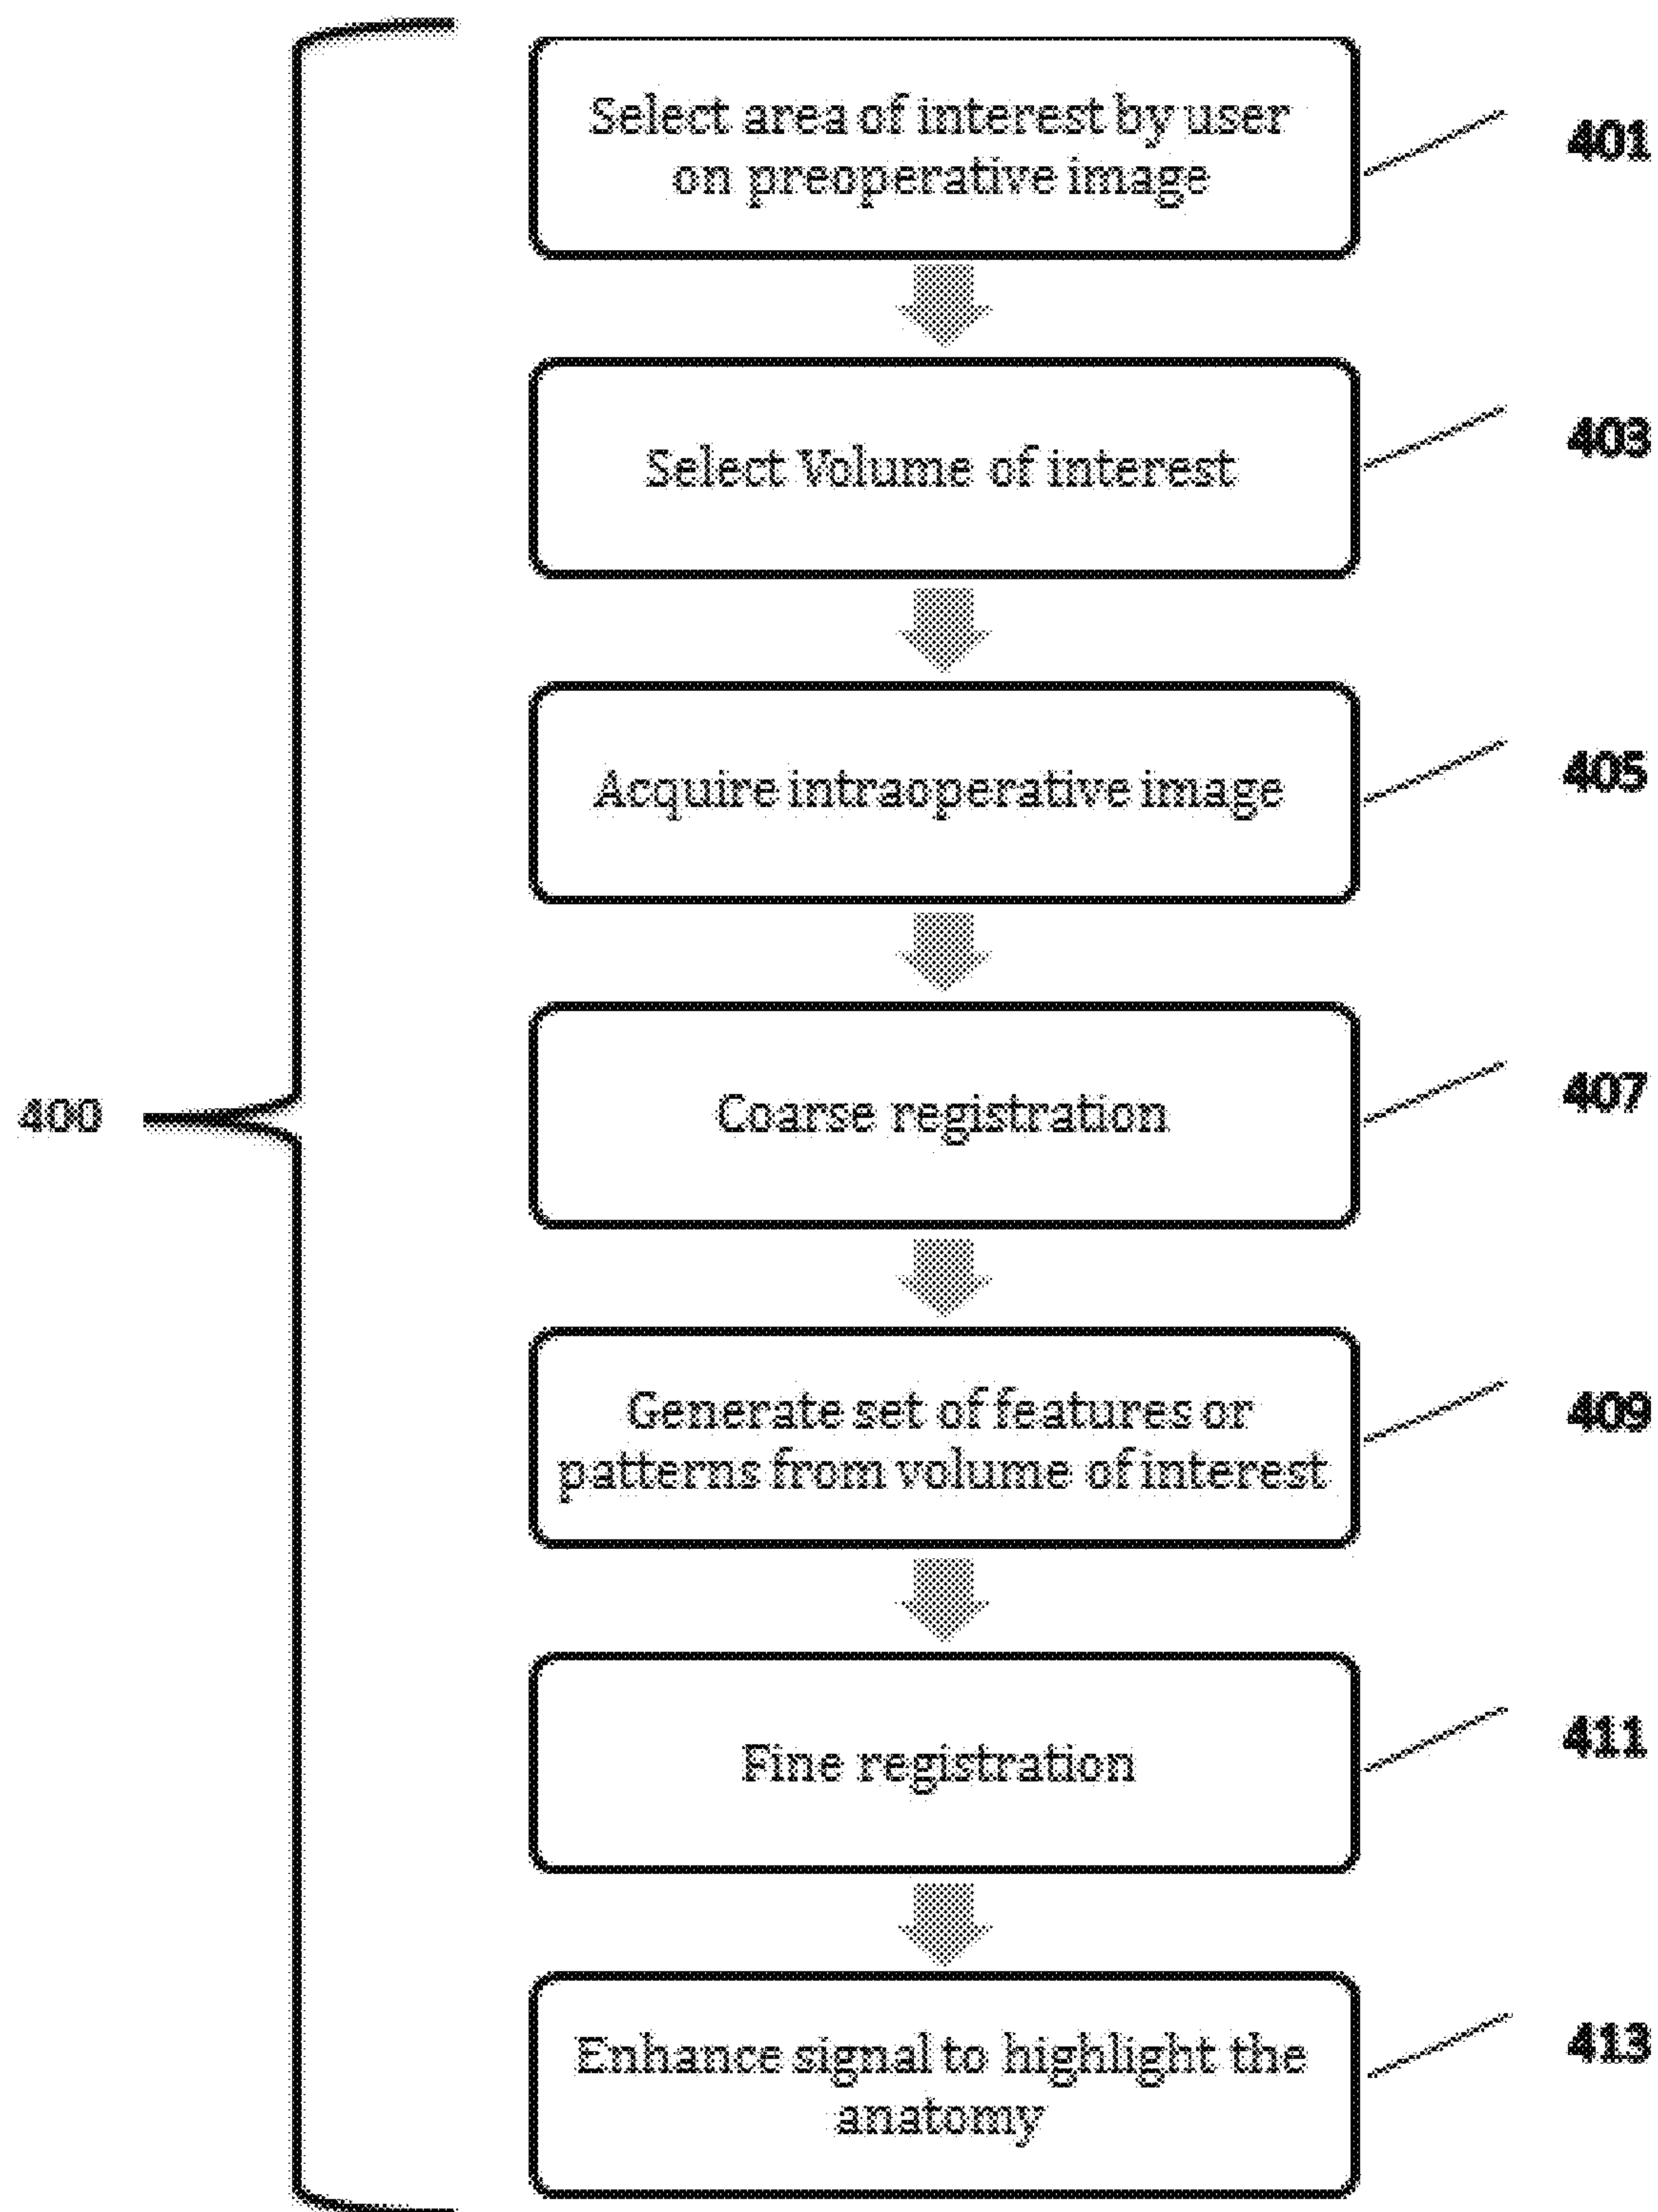 Select area of interest by user
on preoperative image
401
Select Volume of interest
403
Acquire intraoperative image
405
Coarse registration
407
400
Generate set of features or
patterns from volume of interest
409
Fine registration
411
Enhance signal to highlight the
anatomy
413